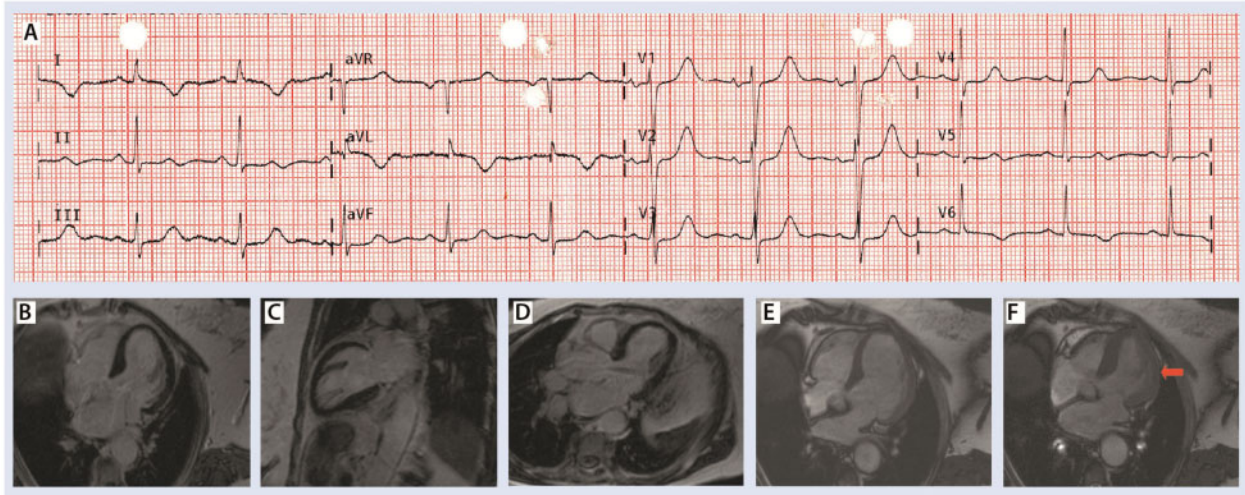 A
I aVR V1 V4
II aVL V2 V5
III aVF V3 V6
B C D E F